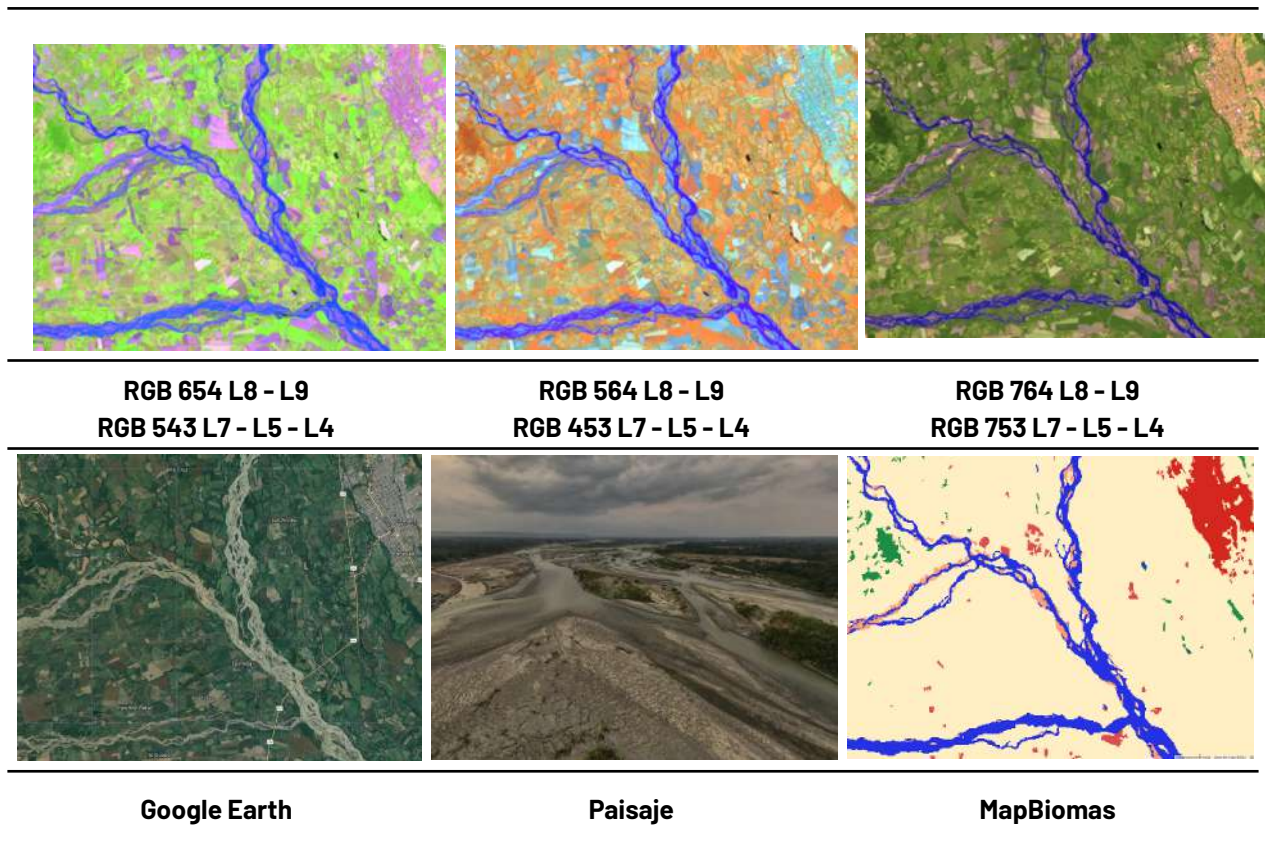 RGB 654 L8 - L9
RGB 543 L7 - L5 - L4
RGB 564 L8 - L9
RGB 453 L7 - L5 - L4
RGB 764 L8 - L9
RGB 753 L7 - L5 - L4
Google Earth
Paisaje
MapBiomas